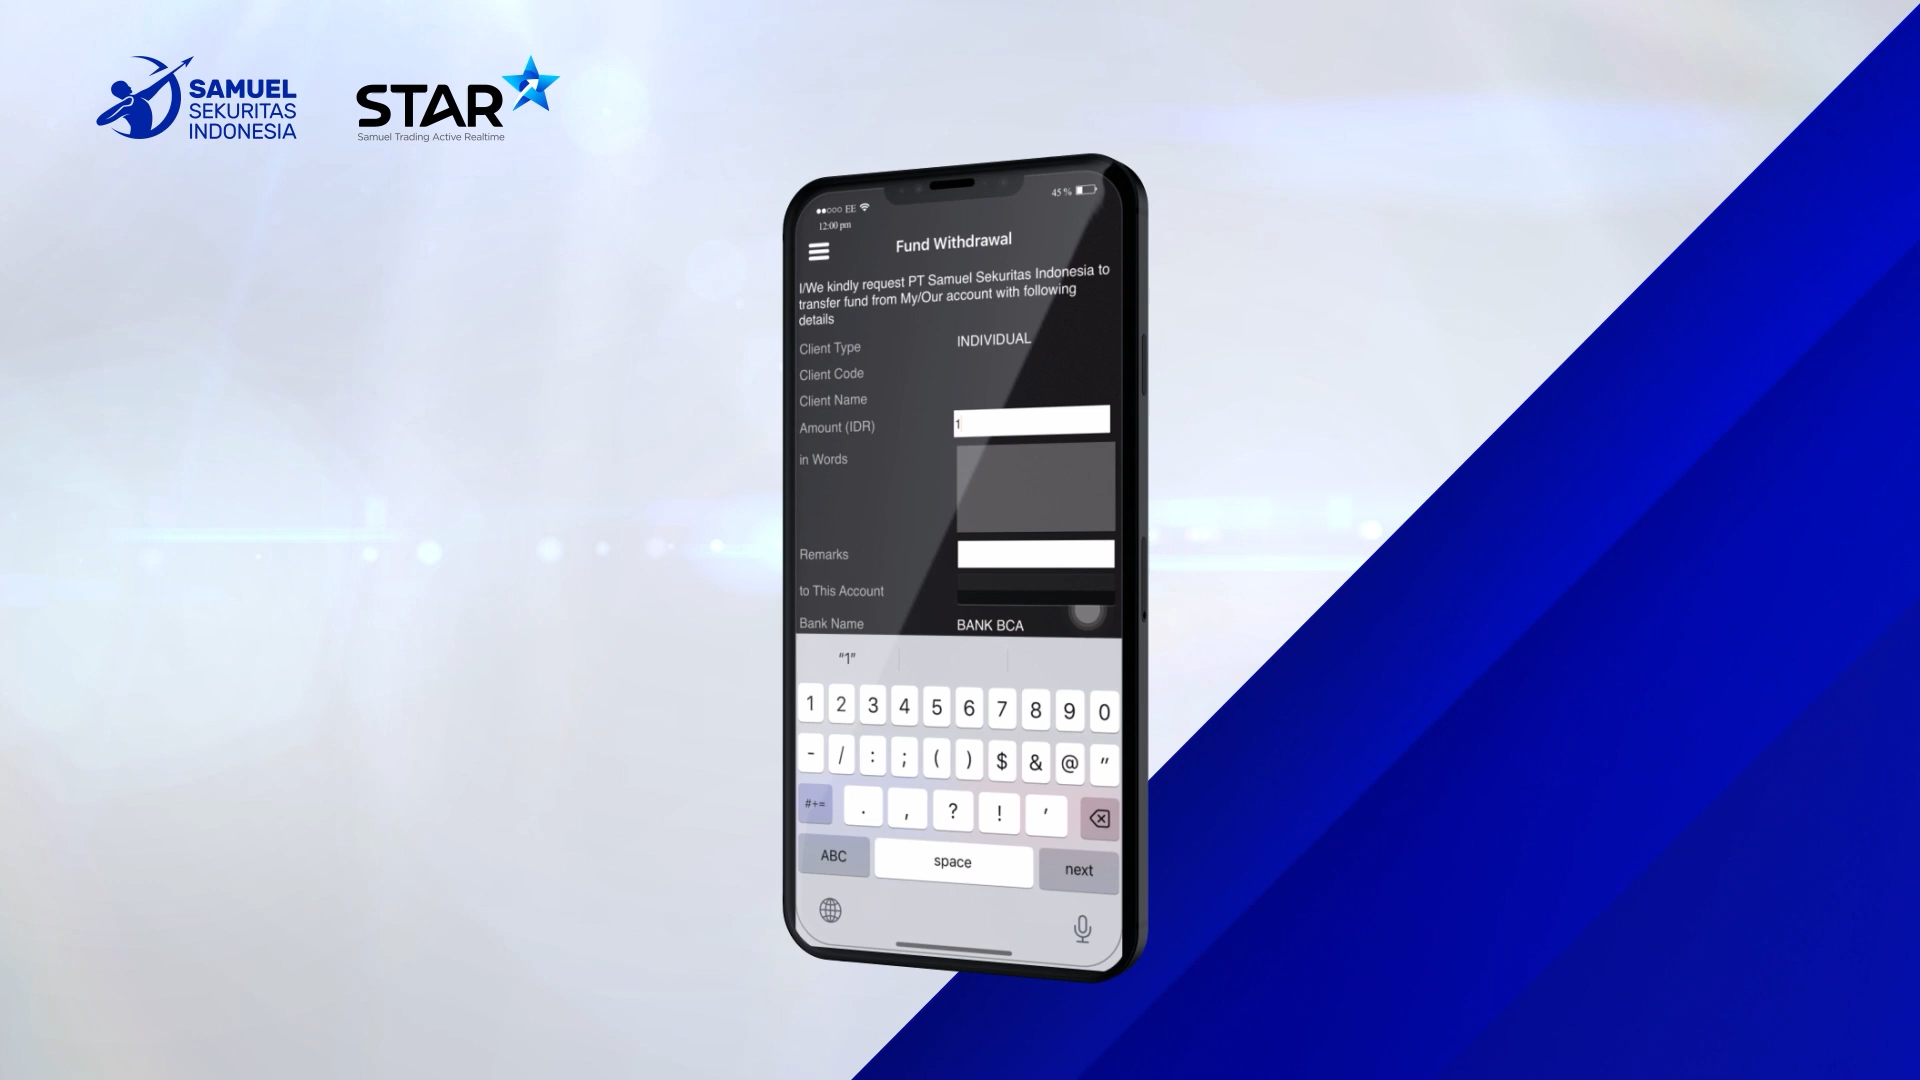 SAMUEL
SEKURITAS
INDONESIA
STAR
Samuel Trading Active Realtime
EE
45 %
12:00 pm
Fund Withdrawal
I/We kindly request PT Samuel Sekuritas Indonesia to
transfer fund from My/Our account with following
details
Client Type INDIVIDUAL
Client Code
Client Name
Amount (IDR) 1
in Words
Remarks
to This Account
Bank Name BANK BCA
“1”
1 2 3 4 5 6 7 8 9 0
- / : ; ( ) $ & @ "
#+= . , ? ! '
ABC space next